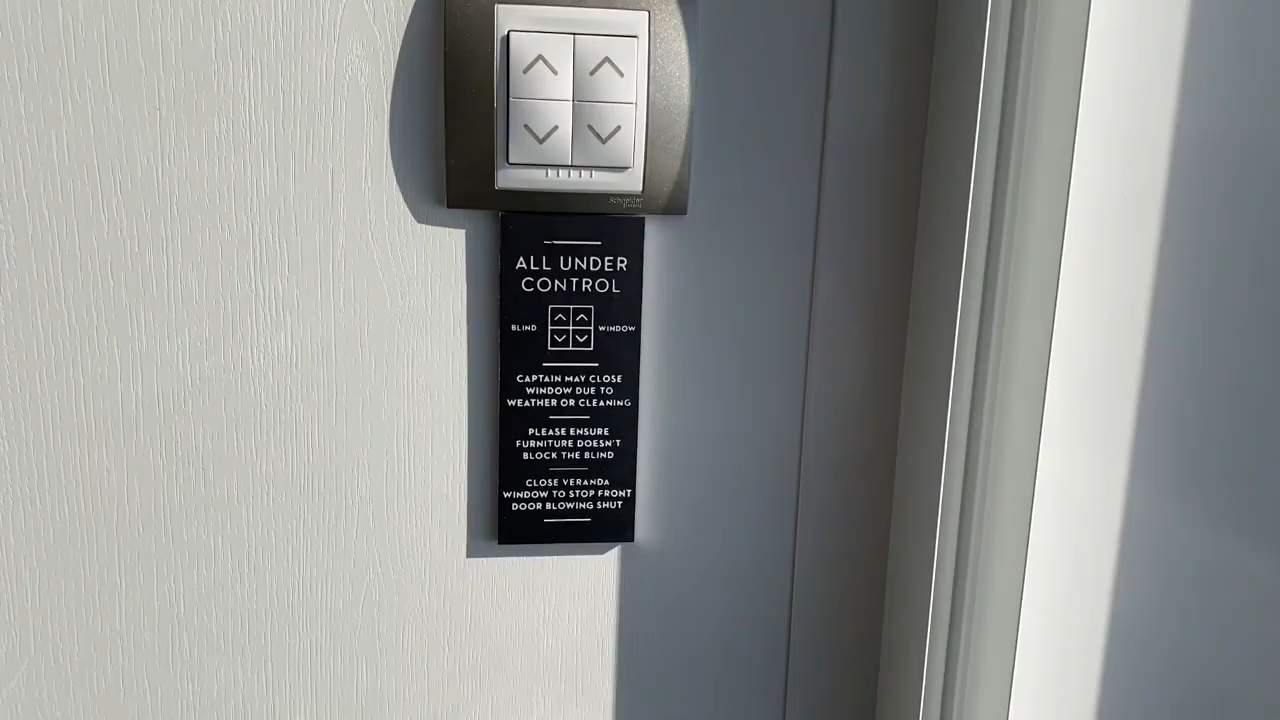 Schneider
ALL UNDER
CONTROL
BLIND WINDOW
CAPTAIN MAY CLOSE
WINDOW DUE TO
WEATHER OR CLEANING
PLEASE ENSURE
FURNITURE DOESN'T
BLOCK THE BLIND
CLOSE VERANDA
WINDOW TO STOP FRONT
DOOR BLOWING SHUT